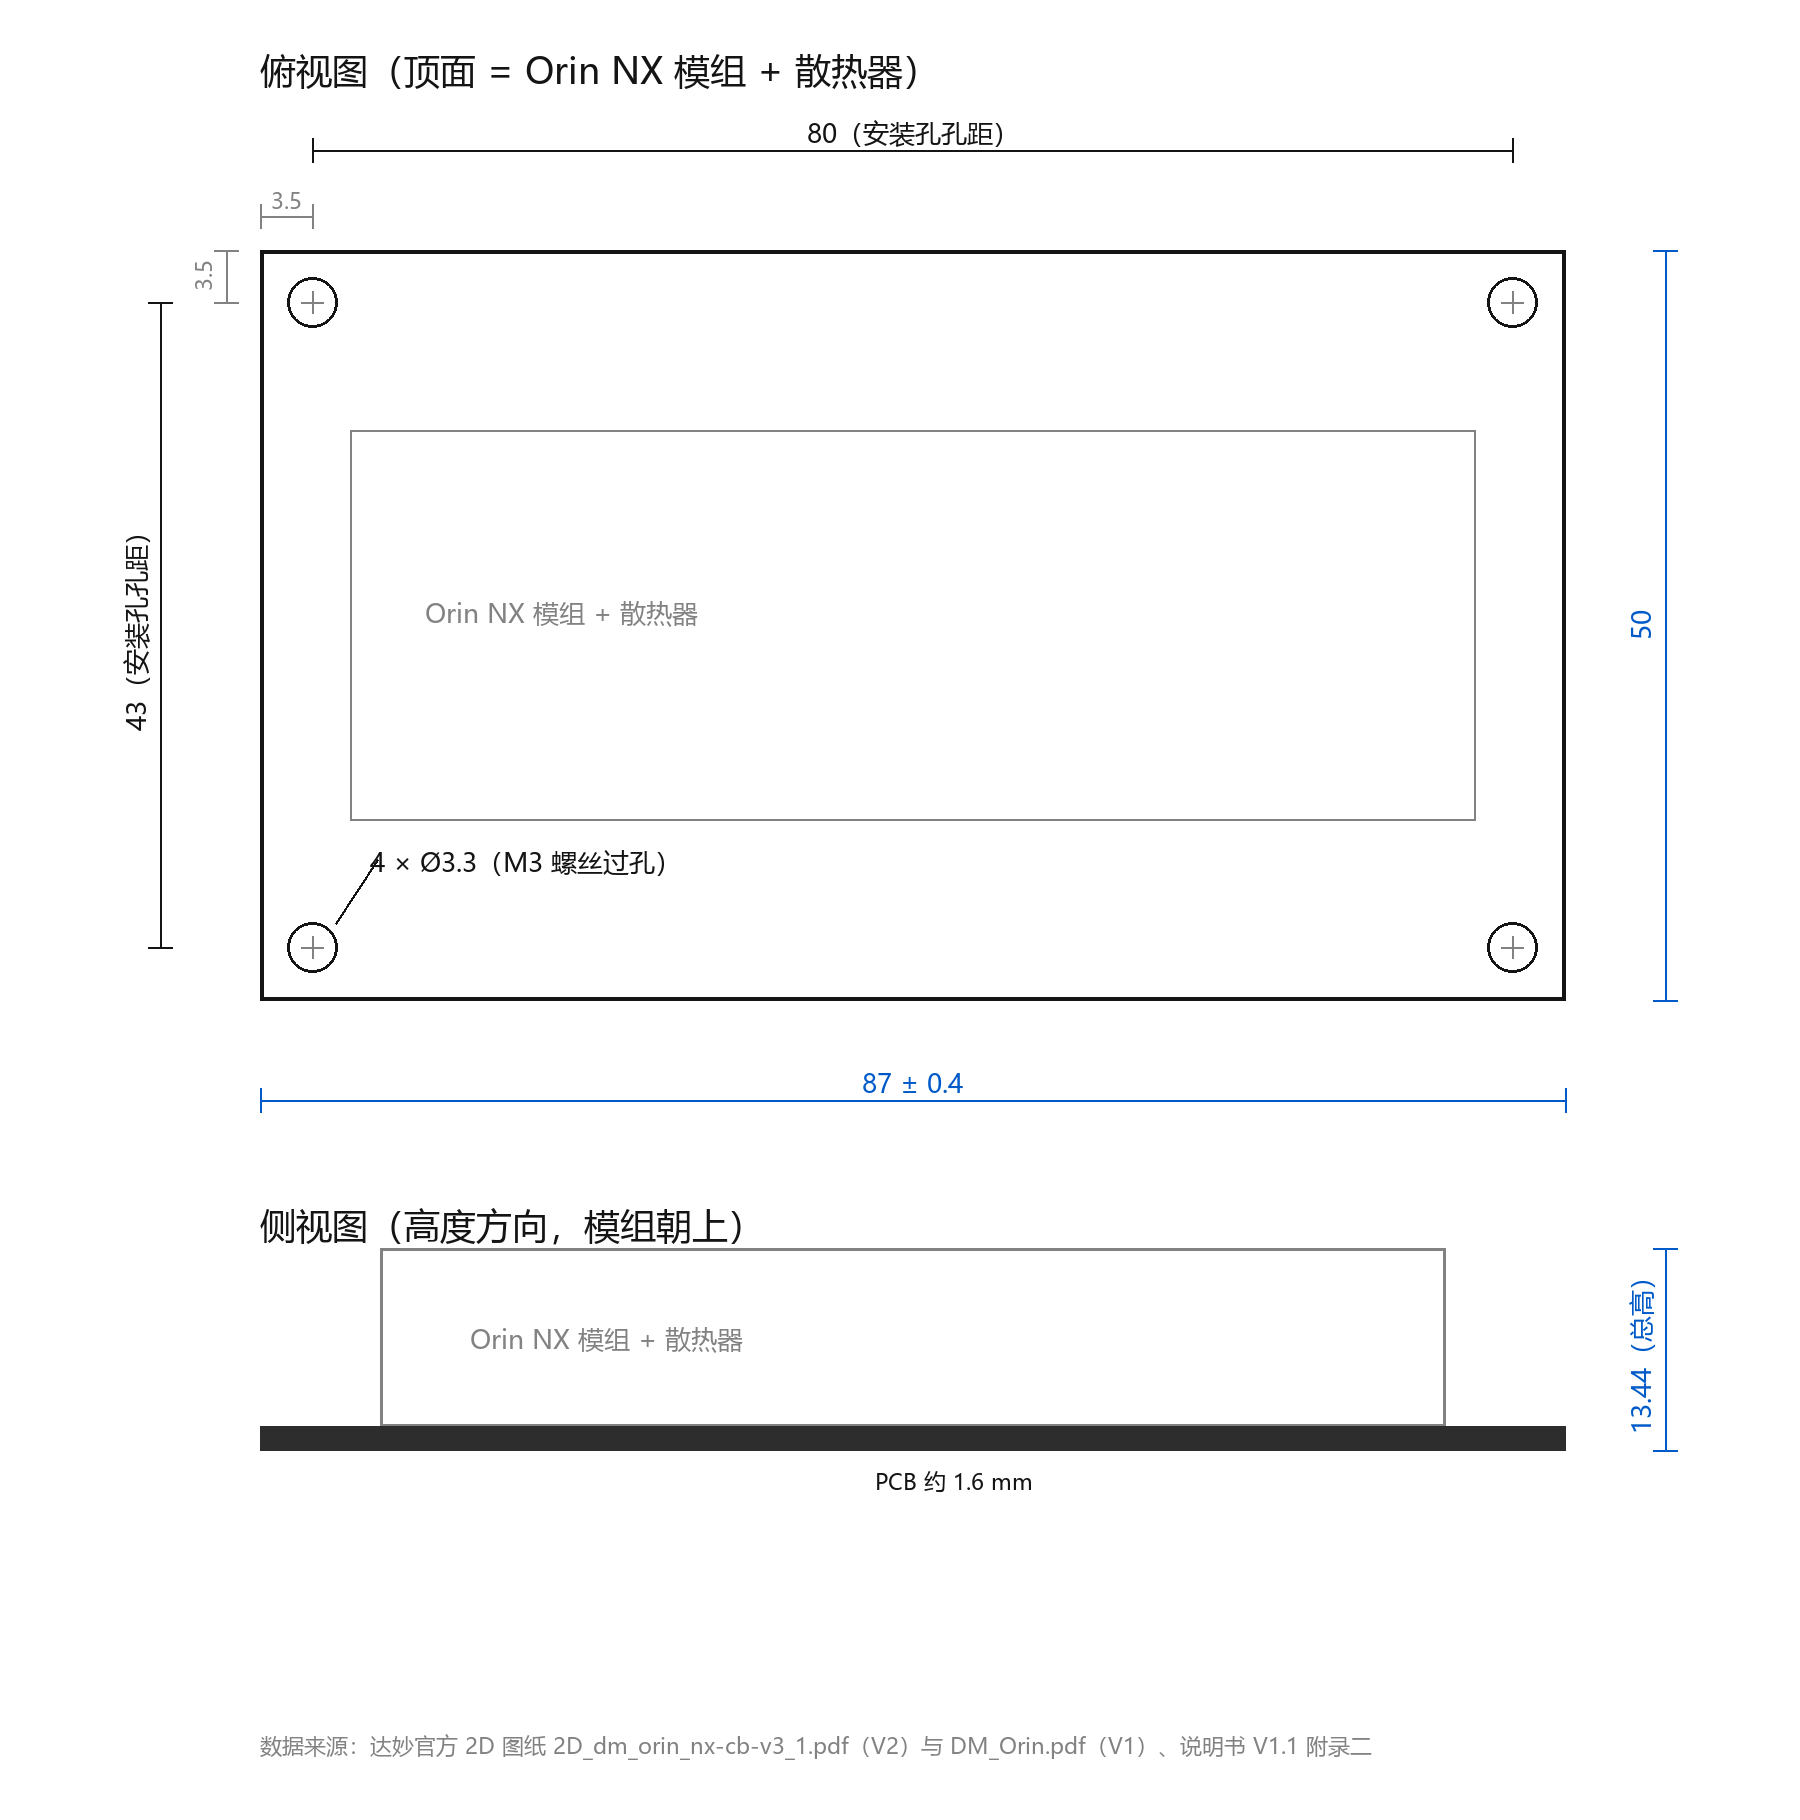 俯视图（顶面 = Orin NX 模组 + 散热器）
80（安装孔孔距）
3.5
3.5
43（安装孔孔距）
Orin NX 模组 + 散热器
50
4 × Ø3.3（M3 螺丝过孔）
87 ± 0.4
侧视图（高度方向，模组朝上）
Orin NX 模组 + 散热器
13.44（总高）
PCB 约 1.6 mm
数据来源：达妙官方 2D 图纸 2D_dm_orin_nx-cb-v3_1.pdf（V2）与 DM_Orin.pdf（V1）、说明书 V1.1 附录二